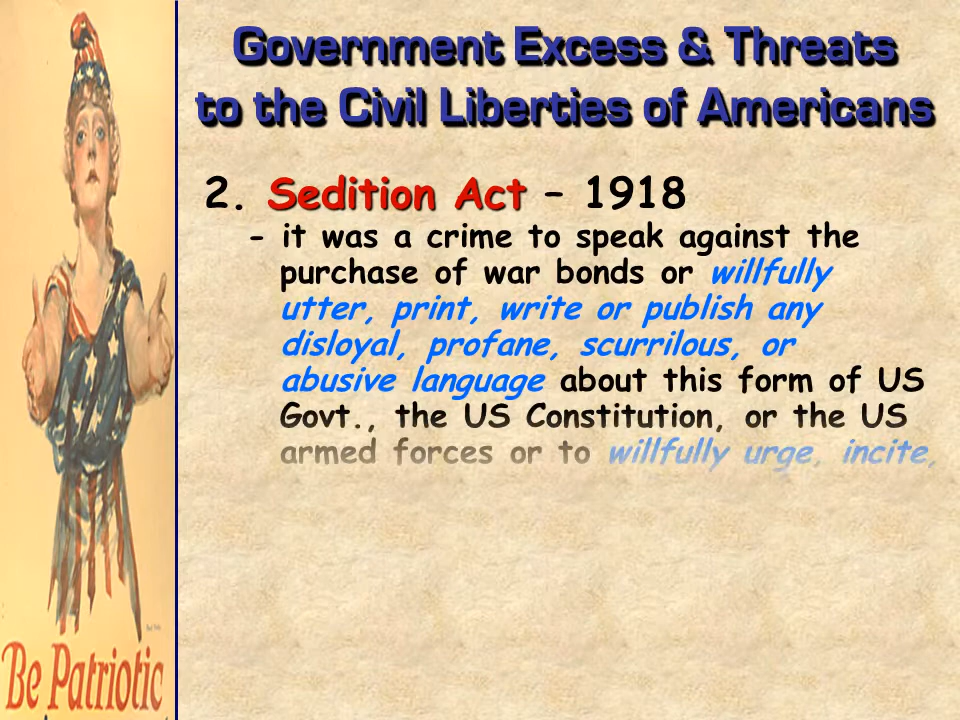 Government Excess & Threats
to the Civil Liberties of Americans
2. Sedition Act – 1918
- it was a crime to speak against the
purchase of war bonds or willfully
utter, print, write or publish any
disloyal, profane, scurrilous, or
abusive language about this form of US
Govt., the US Constitution, or the US
armed forces or to willfully urge, incite,
Be Patriotic